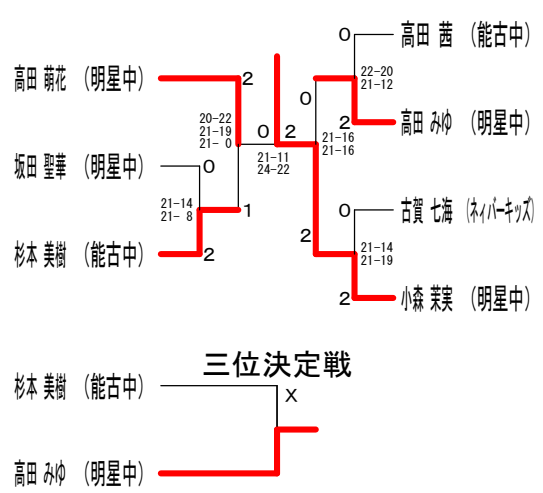 高田 萌花 (明星中)
2
20-22
21-19
21- 0
坂田 聖華 (明星中)
0
21-14
21- 8
1
杉本 美樹 (能古中)
2
0
2
21-11
24-22
0
高田 茜 (能古中)
22-20
21-12
0
2
高田 みゆ (明星中)
21-16
21-16
0
古賀 七海 (ネイバーキッズ)
2
21-14
21-19
2
小森 茉実 (明星中)
三位決定戦
杉本 美樹 (能古中)
X
高田 みゆ (明星中)